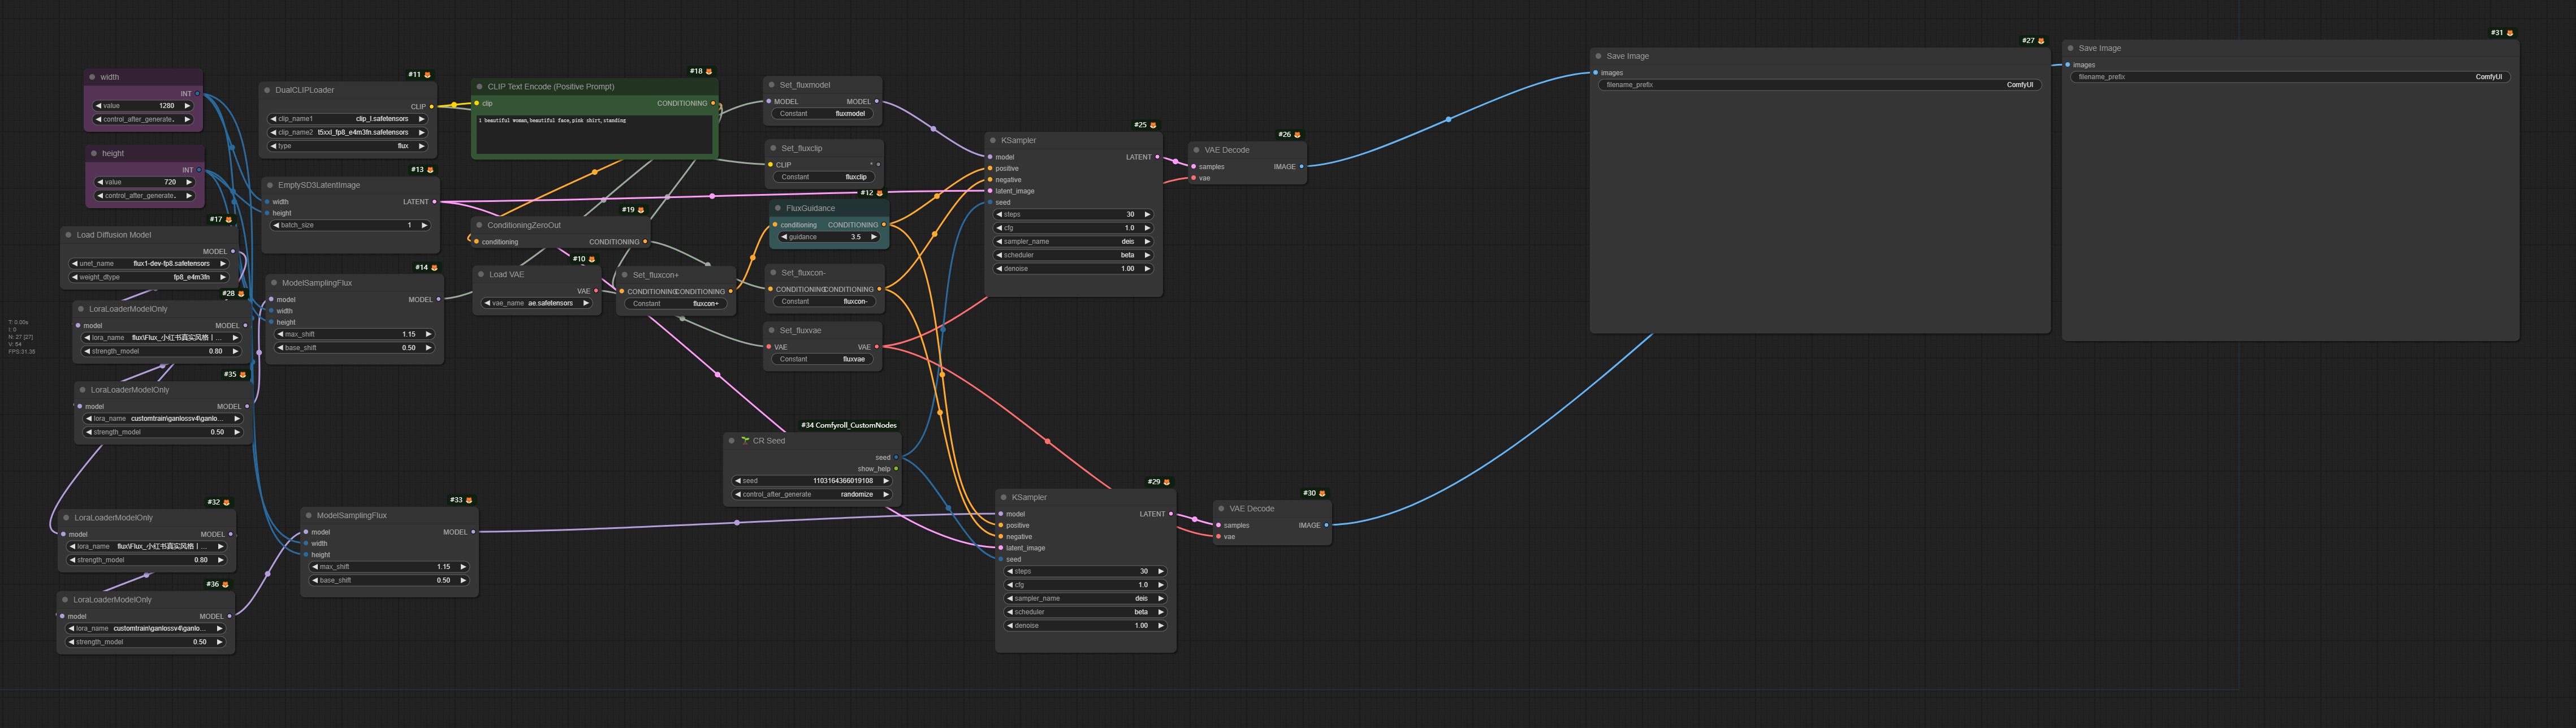 width
INT
value 1280
control_after_generate.
height
INT
value 720
control_after_generate.
#17
Load Diffusion Model
MODEL
unet_name flux1-dev-fp8.safetensors
weight_dtype fp8_e4m3fn
#28
LoraLoaderModelOnly
model MODEL
lora_name flux\Flux_小红书真实风格丨...
strength_model 0.80
#35
LoraLoaderModelOnly
model MODEL
lora_name customtrain\ganlossv4\ganlo...
strength_model 0.50
#32
LoraLoaderModelOnly
model MODEL
lora_name flux\Flux_小红书真实风格丨...
strength_model 0.80
#36
LoraLoaderModelOnly
model MODEL
lora_name customtrain\ganlossv4\ganlo...
strength_model 0.50
T: 0.00s
I: 0
N: 27 [27]
V: 54
FPS:31.35
#11
DualCLIPLoader
CLIP
clip_name1 clip_l.safetensors
clip_name2 t5xxl_fp8_e4m3fn.safetensors
type flux
#13
EmptySD3LatentImage
width LATENT
height
batch_size 1
#14
ModelSamplingFlux
model MODEL
width
height
max_shift 1.15
base_shift 0.50
#33
ModelSamplingFlux
model MODEL
width
height
max_shift 1.15
base_shift 0.50
#18
CLIP Text Encode (Positive Prompt)
clip CONDITIONING
1 beautiful woman,beautiful face,pink shirt,standing
#19
ConditioningZeroOut
conditioning CONDITIONING
#10
Load VAE
VAE
vae_name ae.safetensors
Set_fluxcon+
CONDITIONING CONDITIONING
Constant fluxcon+
Set_fluxmodel
MODEL MODEL
Constant fluxmodel
Set_fluxclip
CLIP *
Constant fluxclip
#12
FluxGuidance
conditioning CONDITIONING
guidance 3.5
Set_fluxcon-
CONDITIONING CONDITIONING
Constant fluxcon-
Set_fluxvae
VAE VAE
Constant fluxvae
#34 Comfyroll_CustomNodes
CR Seed
seed
show_help
seed 1103164366019108
control_after_generate randomize
#25
KSampler
model LATENT
positive
negative
latent_image
seed
steps 30
cfg 1.0
sampler_name deis
scheduler beta
denoise 1.00
#26
VAE Decode
samples IMAGE
vae
#29
KSampler
model LATENT
positive
negative
latent_image
seed
steps 30
cfg 1.0
sampler_name deis
scheduler beta
denoise 1.00
#30
VAE Decode
samples IMAGE
vae
#27
Save Image
images
filename_prefix ComfyUI
#31
Save Image
images
filename_prefix ComfyUI